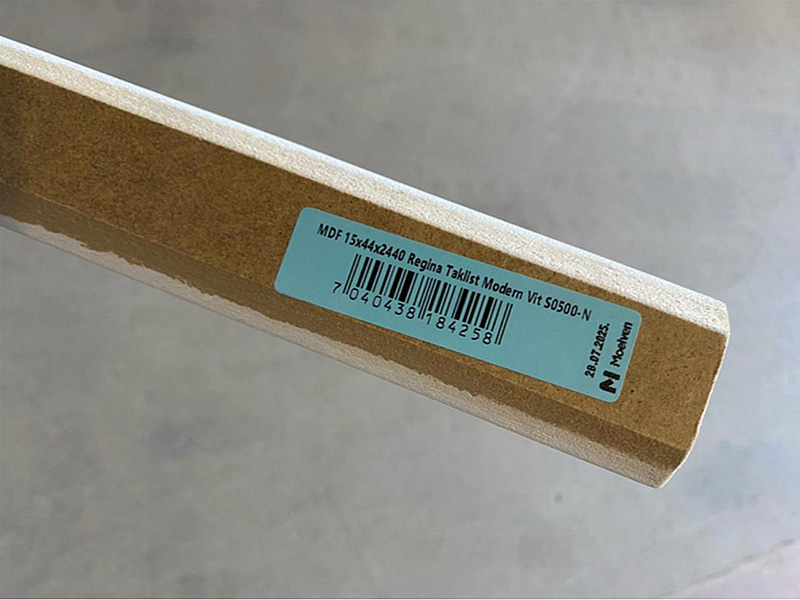 MDF 15x44x2440 Regina Taklist Modern Vit S0500-N
7 040438 184258
28.07.2025.
Moelven